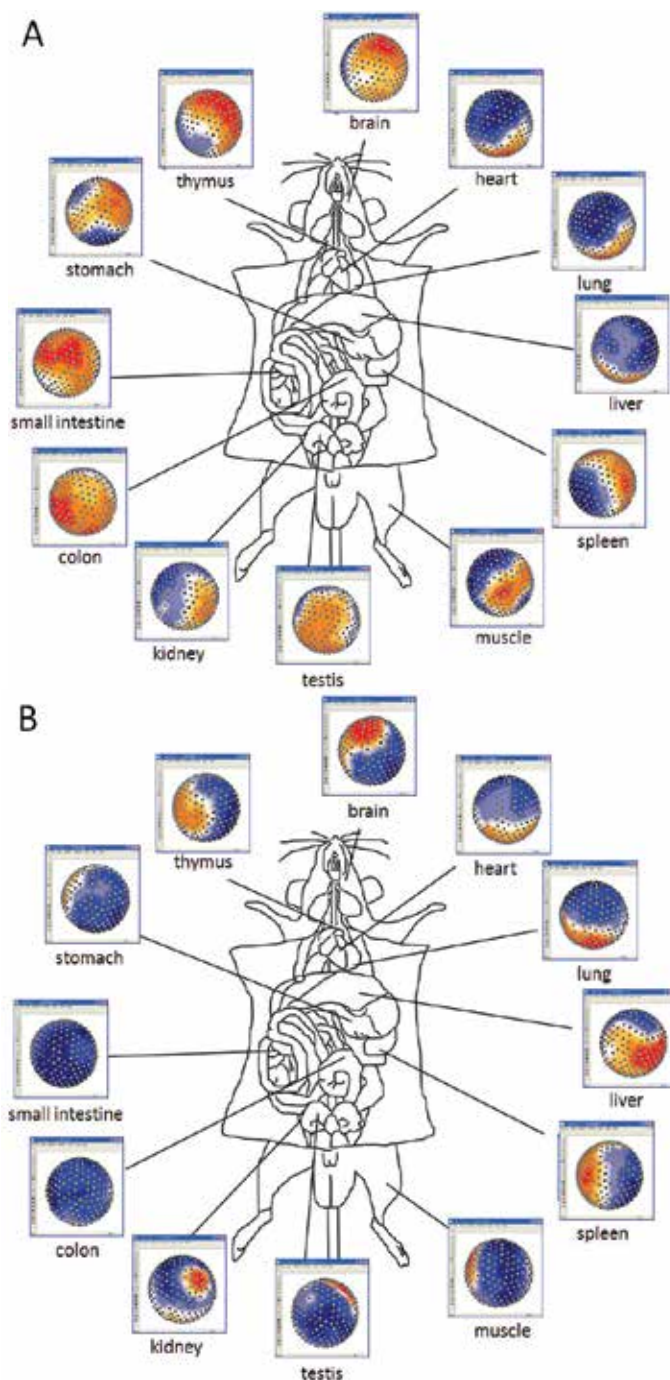 A
brain
thymus
heart
stomach
lung
small intestine
liver
colon
spleen
kidney
muscle
testis
B
brain
thymus
heart
stomach
lung
small intestine
liver
colon
spleen
kidney
muscle
testis